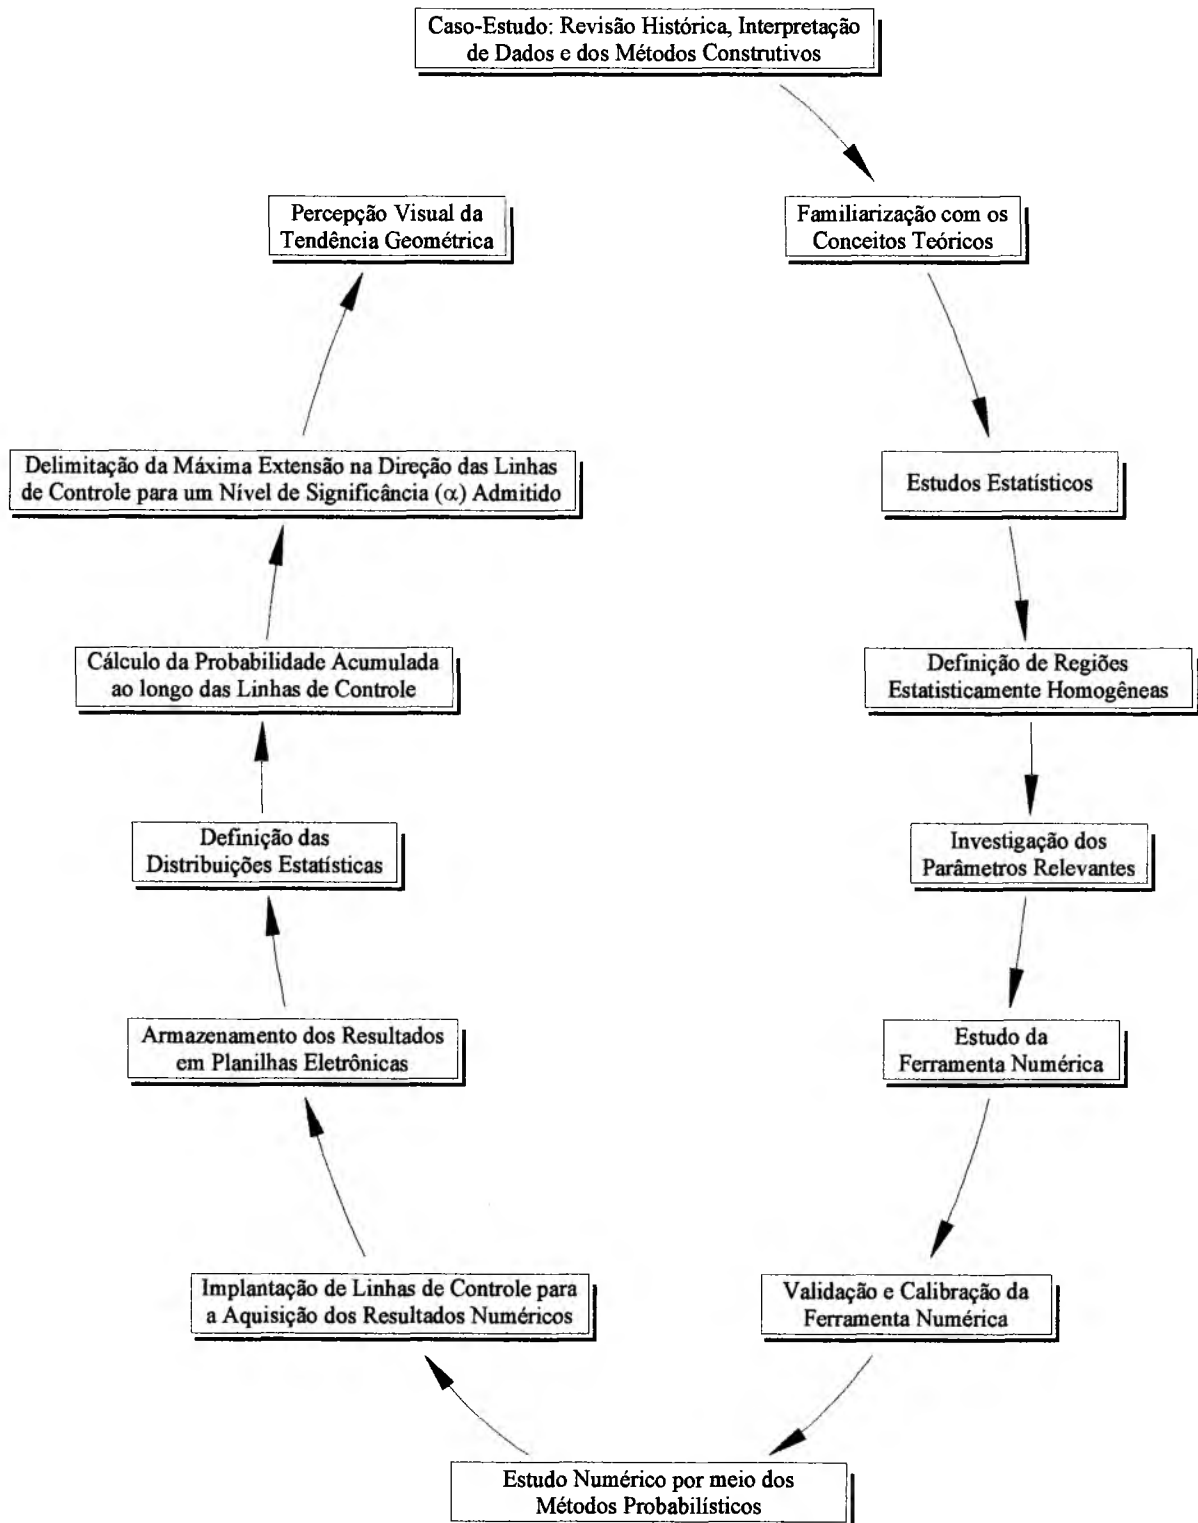 Caso-Estudo: Revisão Histórica, Interpretação
de Dados e dos Métodos Construtivos
Familiarização com os
Conceitos Teóricos
Estudos Estatísticos
Definição de Regiões
Estatisticamente Homogêneas
Investigação dos
Parâmetros Relevantes
Estudo da
Ferramenta Numérica
Validação e Calibração da
Ferramenta Numérica
Estudo Numérico por meio dos
Métodos Probabilísticos
Implantação de Linhas de Controle para
a Aquisição dos Resultados Numéricos
Armazenamento dos Resultados
em Planilhas Eletrônicas
Definição das
Distribuições Estatísticas
Cálculo da Probabilidade Acumulada
ao longo das Linhas de Controle
Delimitação da Máxima Extensão na Direção das Linhas
de Controle para um Nível de Significância (α) Admitido
Percepção Visual da
Tendência Geométrica